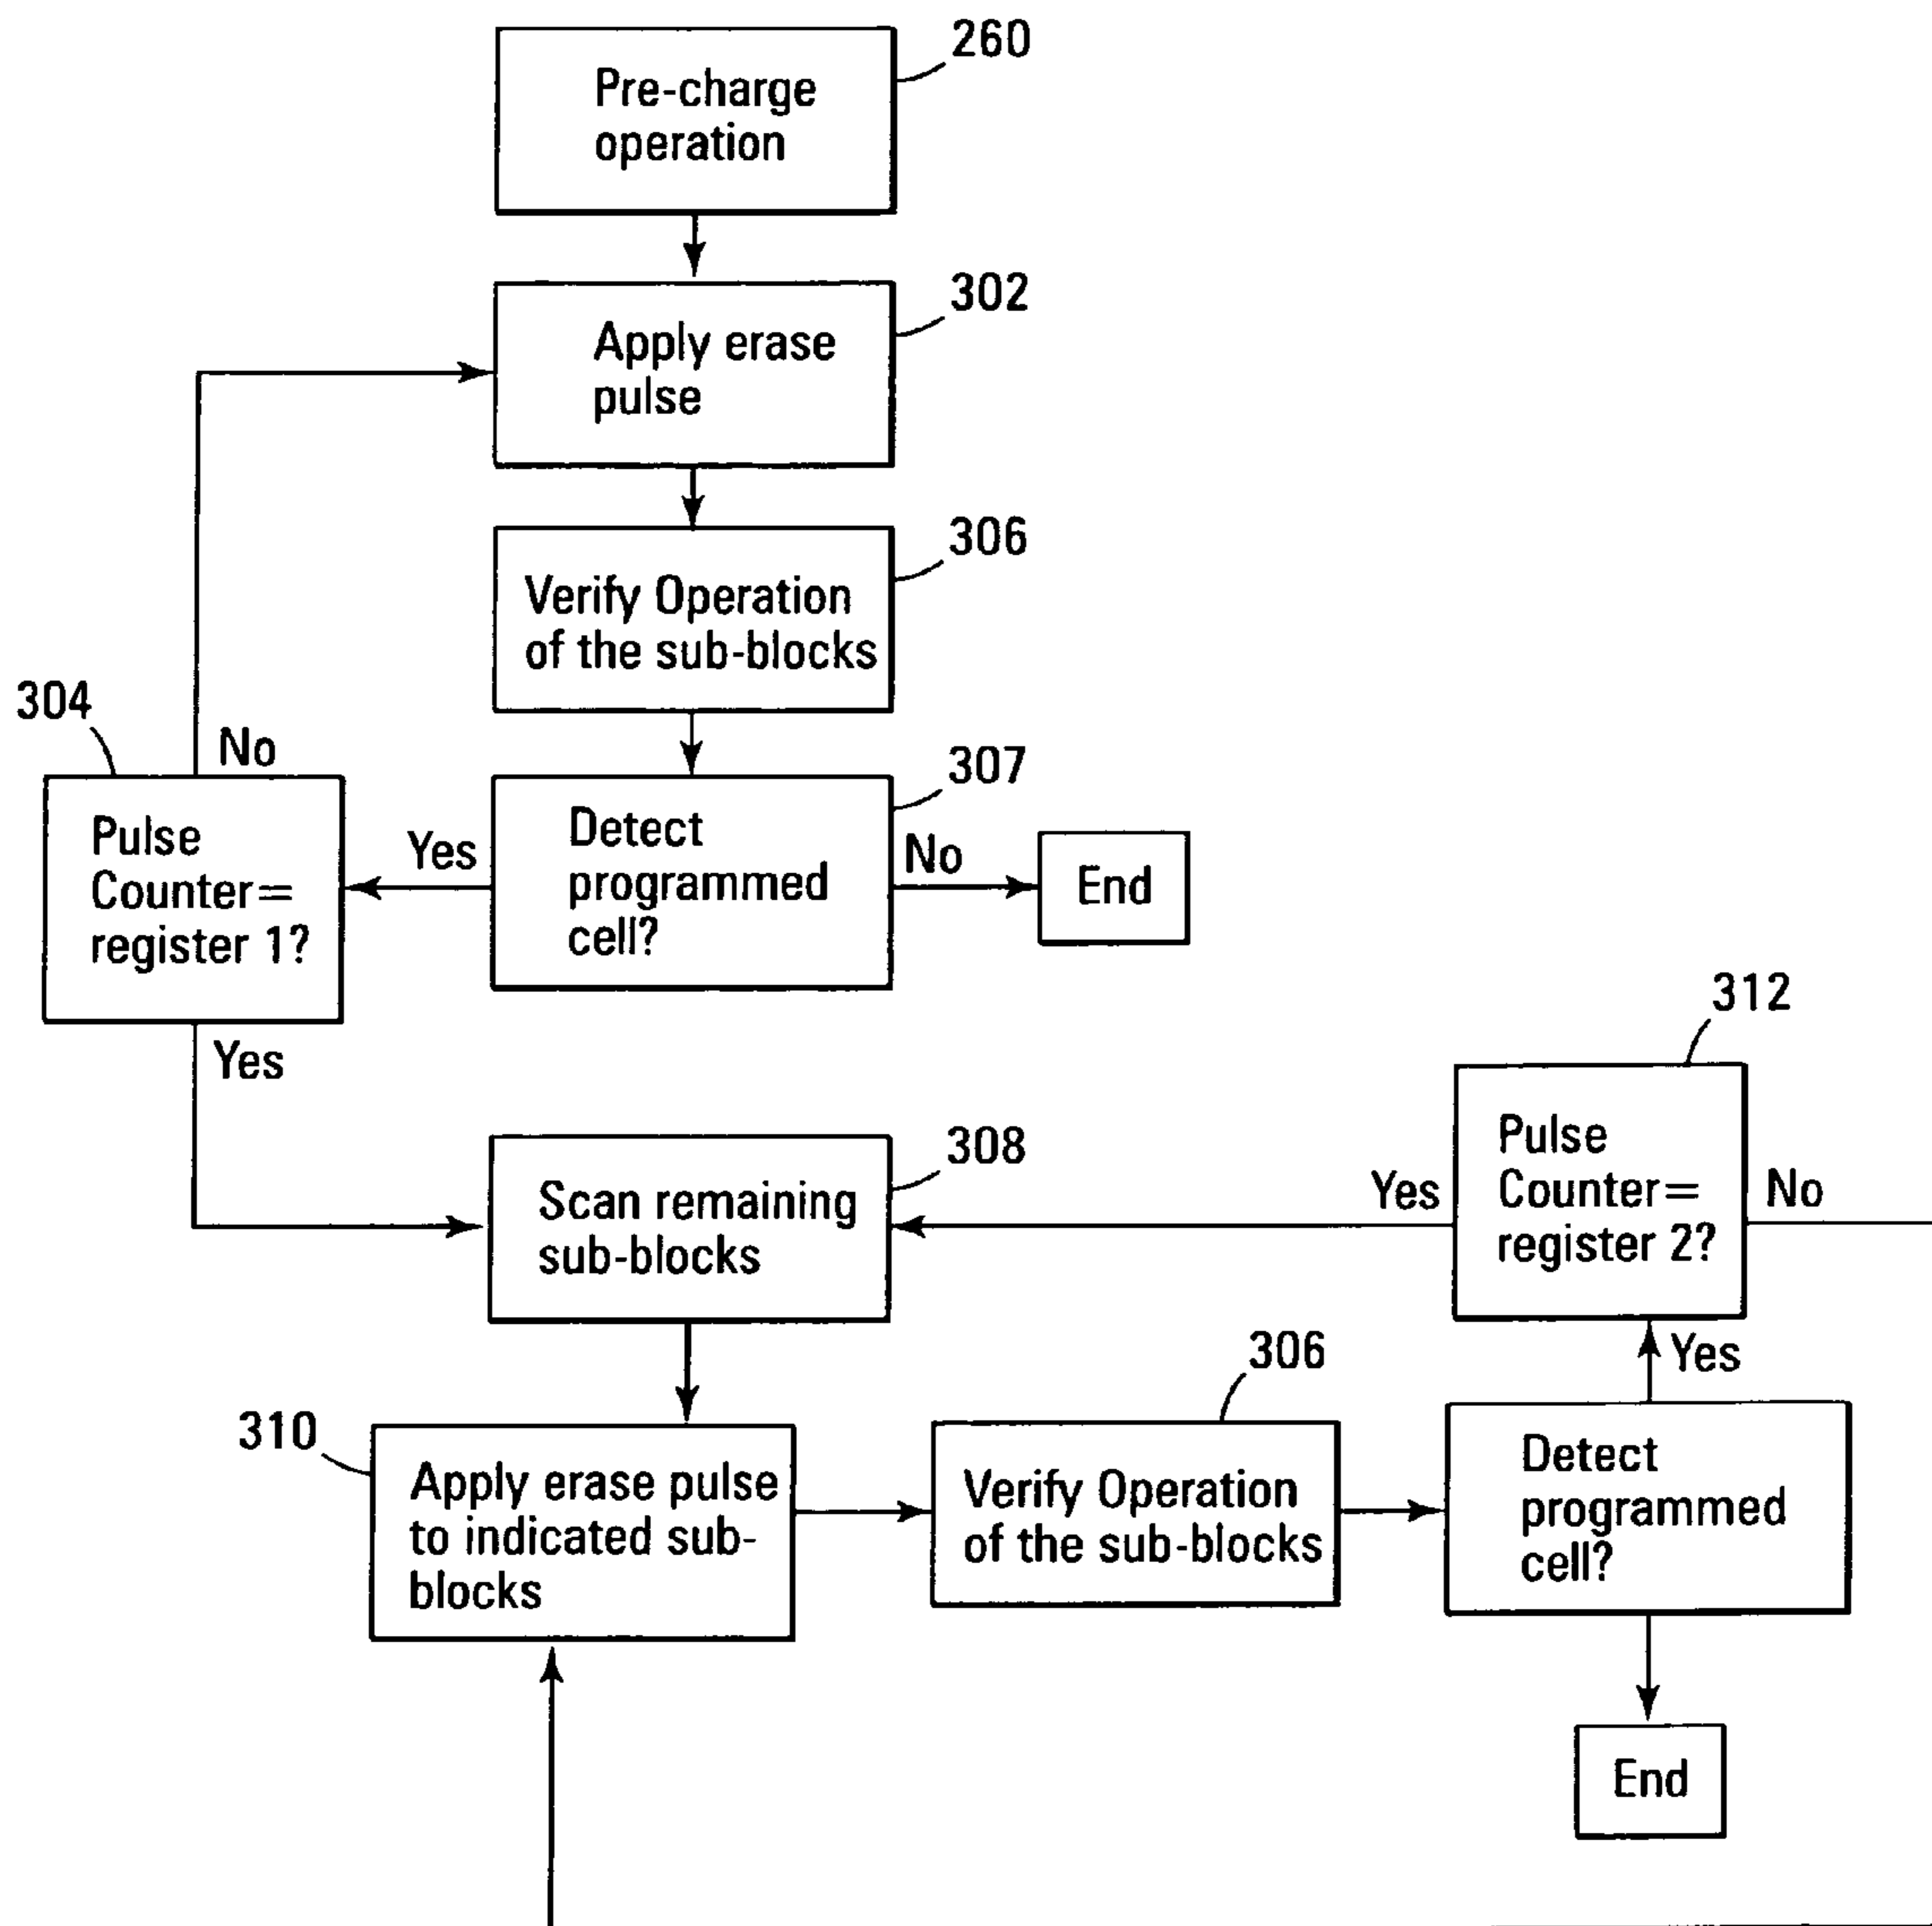 260
Pre-charge
operation
302
Apply erase
pulse
306
Verify Operation
of the sub-blocks
304
No
307
Pulse
Counter=
register 1?
Yes
Detect
programmed
cell?
No
End
Yes
312
308
Scan remaining
sub-blocks
Yes
Pulse
Counter=
register 2?
No
310
Apply erase pulse
to indicated sub-
blocks
306
Verify Operation
of the sub-blocks
Yes
Detect
programmed
cell?
End